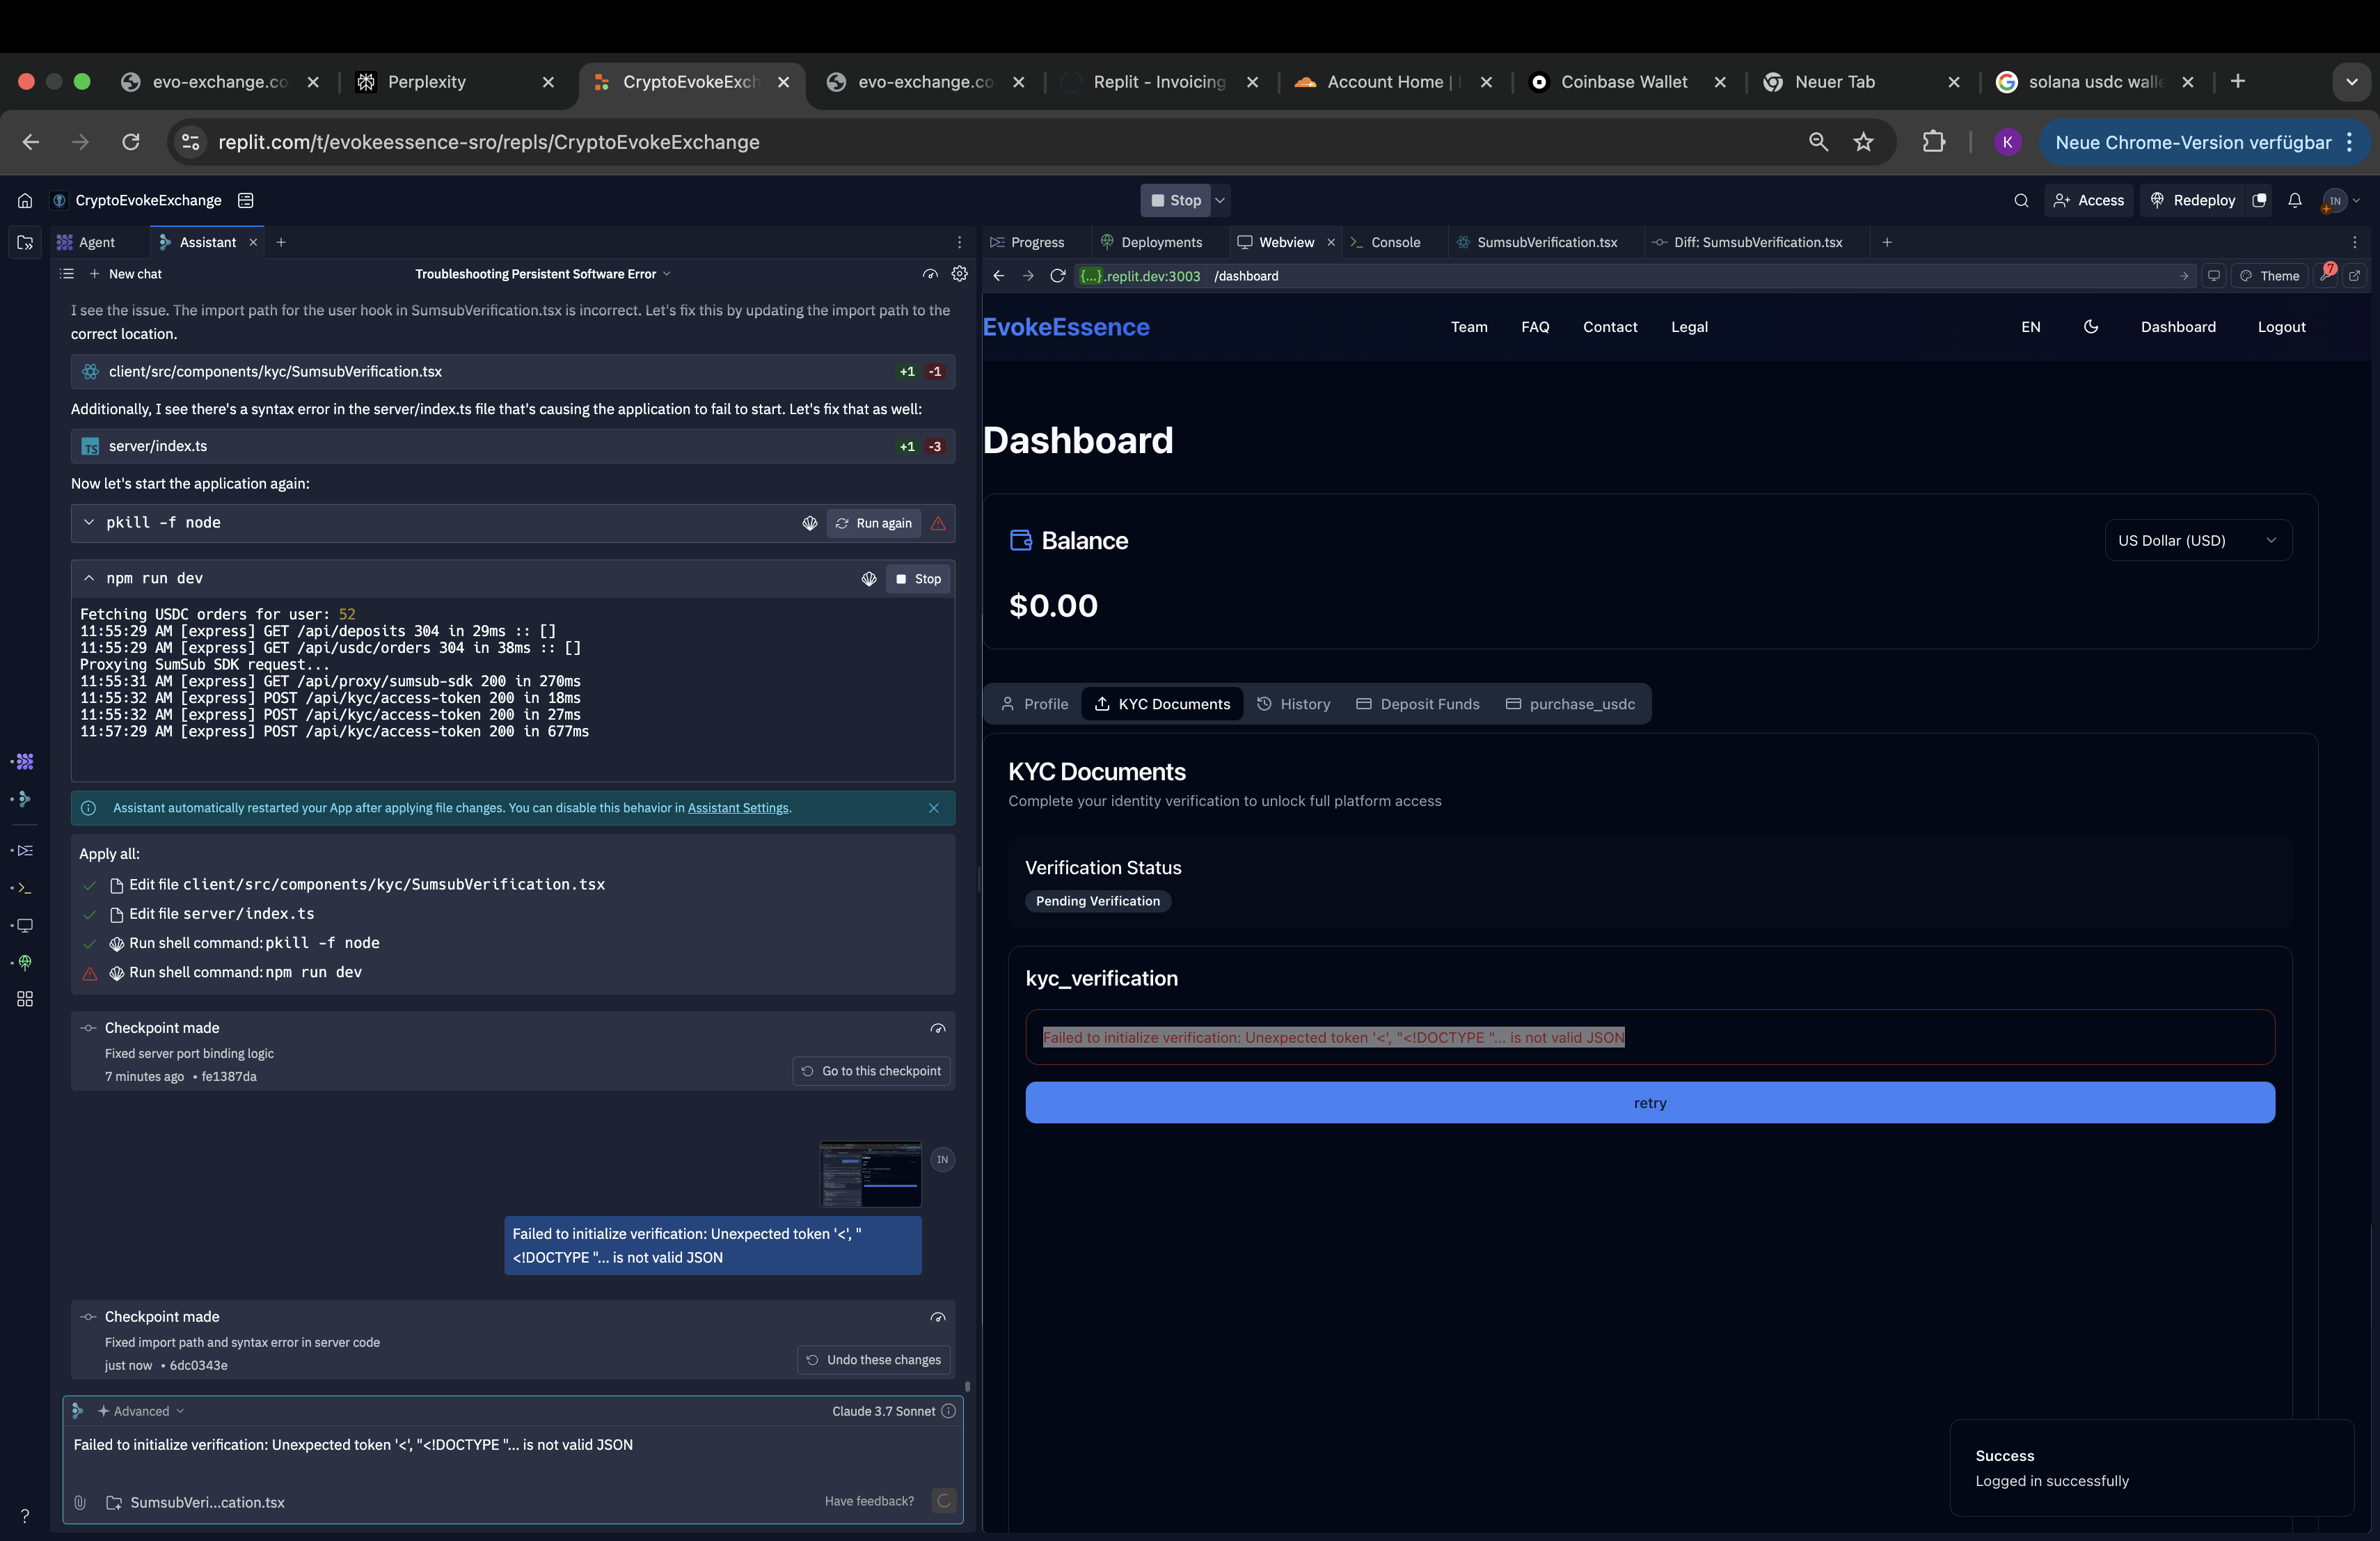 evo-exchange.co
Perplexity
CryptoEvokeExch
evo-exchange.co
Replit - Invoicing
Account Home |
Coinbase Wallet
Neuer Tab
solana usdc walle
replit.com/t/evokeessence-sro/repls/CryptoEvokeExchange
K
Neue Chrome-Version verfügbar
CryptoEvokeExchange
Stop
Access
Redeploy
IN
Agent
Assistant
New chat
Troubleshooting Persistent Software Error
I see the issue. The import path for the user hook in SumsubVerification.tsx is incorrect. Let's fix this by updating the import path to the
correct location.
client/src/components/kyc/SumsubVerification.tsx +1 -1
Additionally, I see there's a syntax error in the server/index.ts file that's causing the application to fail to start. Let's fix that as well:
TS server/index.ts +1 -3
Now let's start the application again:
pkill -f node
Run again
npm run dev
Stop
Fetching USDC orders for user: 52
11:55:29 AM [express] GET /api/deposits 304 in 29ms :: []
11:55:29 AM [express] GET /api/usdc/orders 304 in 38ms :: []
Proxying SumSub SDK request...
11:55:31 AM [express] GET /api/proxy/sumsub-sdk 200 in 270ms
11:55:32 AM [express] POST /api/kyc/access-token 200 in 18ms
11:55:32 AM [express] POST /api/kyc/access-token 200 in 27ms
11:57:29 AM [express] POST /api/kyc/access-token 200 in 677ms
Assistant automatically restarted your App after applying file changes. You can disable this behavior in Assistant Settings.
Apply all:
Edit file client/src/components/kyc/SumsubVerification.tsx
Edit file server/index.ts
Run shell command: pkill -f node
Run shell command: npm run dev
Checkpoint made
Fixed server port binding logic
7 minutes ago • fe1387da
Go to this checkpoint
IN
Failed to initialize verification: Unexpected token '<', "
<!DOCTYPE "... is not valid JSON
Checkpoint made
Fixed import path and syntax error in server code
just now • 6dc0343e
Undo these changes
Advanced
Claude 3.7 Sonnet
Failed to initialize verification: Unexpected token '<', "<!DOCTYPE "... is not valid JSON
SumsubVeri...cation.tsx
Have feedback?
Progress
Deployments
Webview
Console
SumsubVerification.tsx
Diff: SumsubVerification.tsx
{...}.replit.dev:3003 /dashboard
Theme
7
EvokeEssence
Team
FAQ
Contact
Legal
EN
Dashboard
Logout
Dashboard
Balance
US Dollar (USD)
$0.00
Profile
KYC Documents
History
Deposit Funds
purchase_usdc
KYC Documents
Complete your identity verification to unlock full platform access
Verification Status
Pending Verification
kyc_verification
Failed to initialize verification: Unexpected token '<', "<!DOCTYPE "... is not valid JSON
retry
Success
Logged in successfully